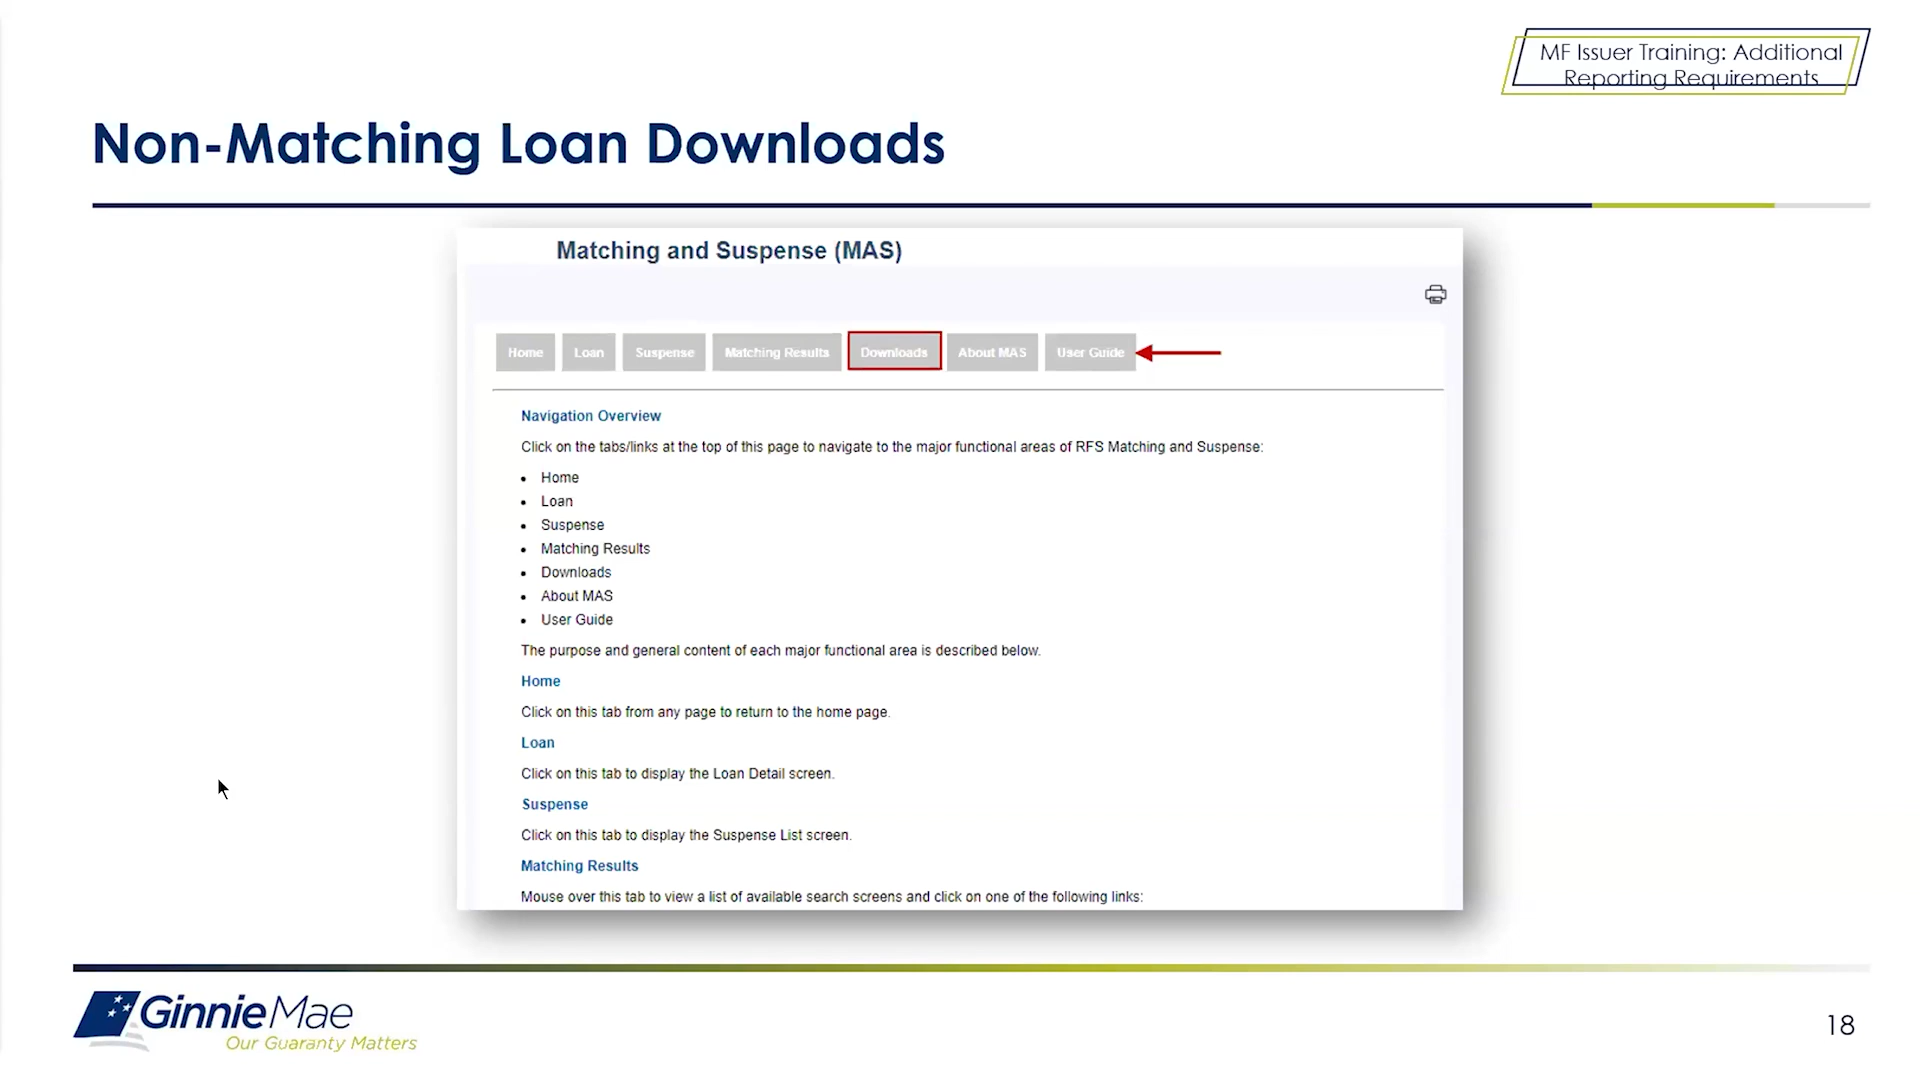 MF Issuer Training: Additional
Reporting Requirements
Non-Matching Loan Downloads
Matching and Suspense (MAS)
Home Loan Suspense Matching Results Downloads About MAS User Guide
Navigation Overview
Click on the tabs/links at the top of this page to navigate to the major functional areas of RFS Matching and Suspense:
• Home
• Loan
• Suspense
• Matching Results
• Downloads
• About MAS
• User Guide
The purpose and general content of each major functional area is described below.
Home
Click on this tab from any page to return to the home page.
Loan
Click on this tab to display the Loan Detail screen.
Suspense
Click on this tab to display the Suspense List screen.
Matching Results
Mouse over this tab to view a list of available search screens and click on one of the following links:
GinnieMae
Our Guaranty Matters
18